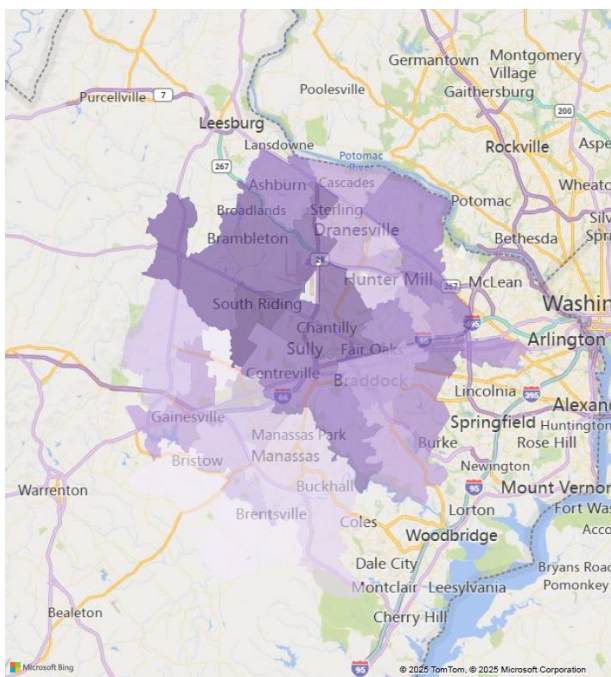 Germantown
Montgomery
Village
Gaithersburg
Poolesville
Purcellville
7
200
Leesburg
Rockville
Aspe
Lansdowne
267
Potomac
River
Wheato
Ashburn
Cascades
Potomac
Silv
Spri
Broadlands
Sterling
Dranesville
Bethesda
Brambleton
28
Hunter Mill
267
McLean
South Riding
Washin
Chantilly
495
Arlington
Sully
Fair Oaks
66
Centreville
Braddock
66
Lincolnia
395
Alexand
Gainesville
Springfield
Huntington
Manassas Park
Burke
Rose Hill
Bristow
Manassas
Newington
Warrenton
Buckhall
95
Mount Vernon
Brentsville
Lorton
Fort Was
Coles
Woodbridge
Acco
Dale City
Bryans Road
Montclair
Leesylvania
Pomonkey
Bealeton
Cherry Hill
95
Microsoft Bing
© 2025 TomTom, © 2025 Microsoft Corporation